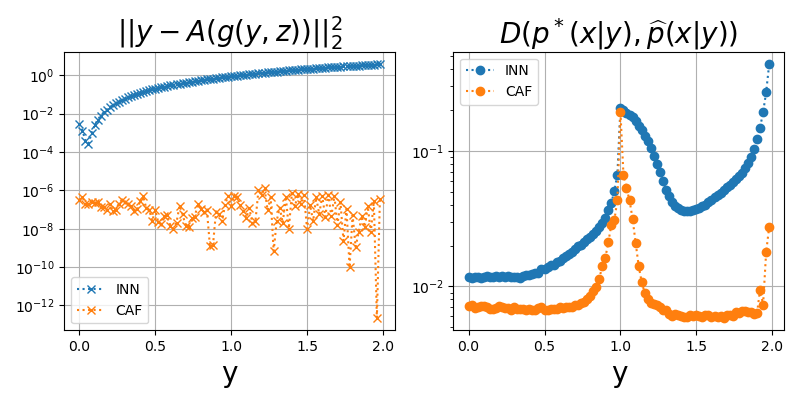 ||y − A(g(y, z))||₂²
10⁰
10⁻²
10⁻⁴
10⁻⁶
10⁻⁸
10⁻¹⁰
10⁻¹²
INN
CAF
0.0 0.5 1.0 1.5 2.0
y
D(p*(x|y), p̂(x|y))
INN
CAF
10⁻¹
10⁻²
0.0 0.5 1.0 1.5 2.0
y